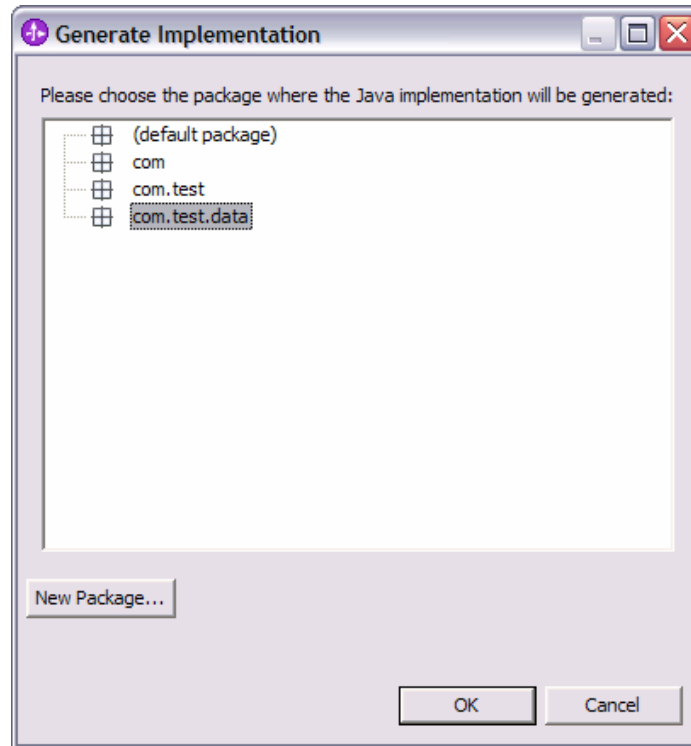 Generate Implementation
Please choose the package where the Java implementation will be generated:
(default package)
com
com.test
com.test.data
New Package...
OK
Cancel